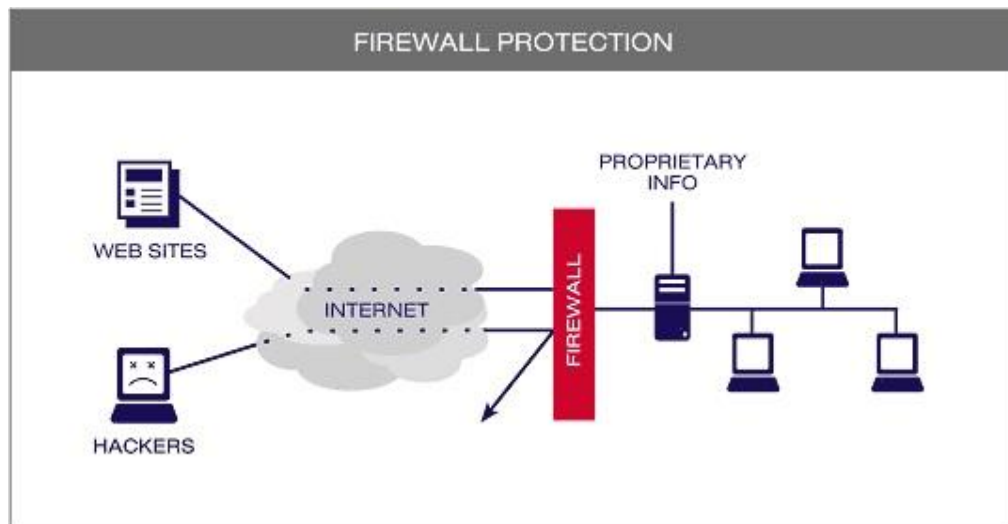 FIREWALL PROTECTION
PROPRIETARY
INFO
WEB SITES
INTERNET
FIREWALL
HACKERS